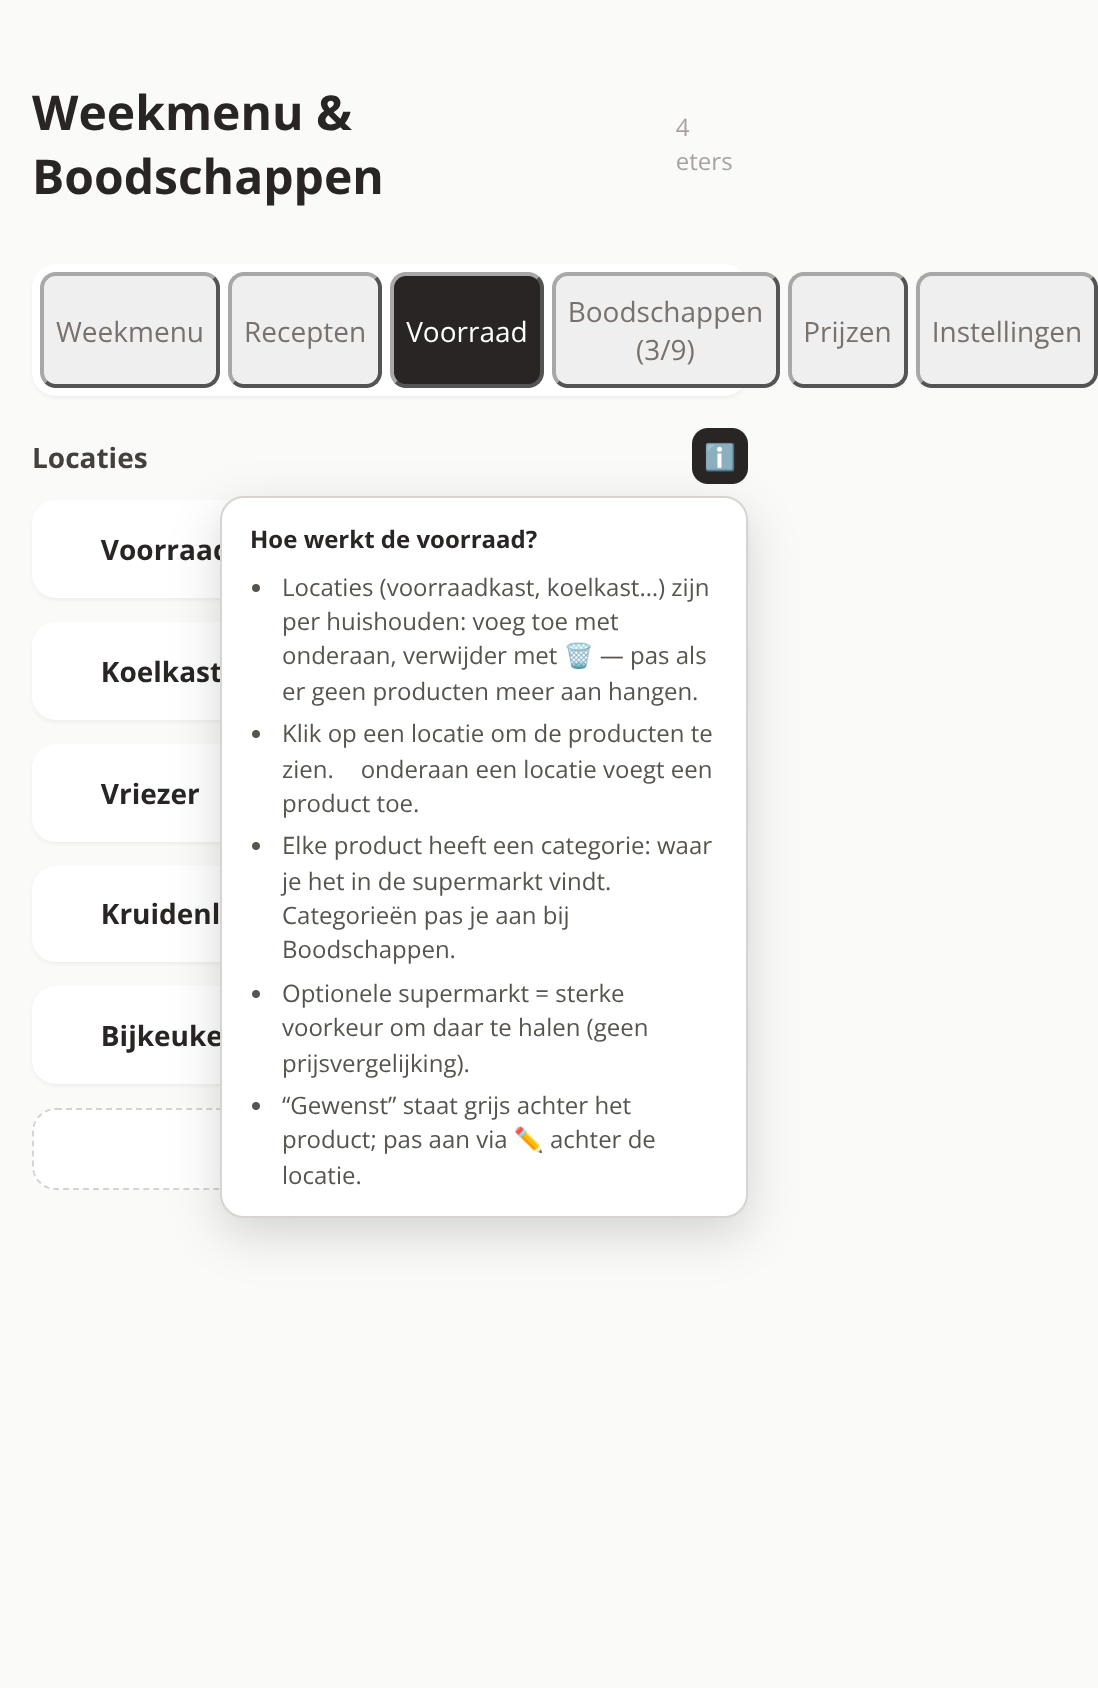 Weekmenu &
Boodschappen
4
eters
Weekmenu
Recepten
Voorraad
Boodschappen
(3/9)
Prijzen
Instellingen
Locaties
ℹ️
Voorraad
Koelkast
Vriezer
Kruidenl
Bijkeuke
Hoe werkt de voorraad?
• Locaties (voorraadkast, koelkast…) zijn
per huishouden: voeg toe met
onderaan, verwijder met 🗑️ — pas als
er geen producten meer aan hangen.
• Klik op een locatie om de producten te
zien. onderaan een locatie voegt een
product toe.
• Elke product heeft een categorie: waar
je het in de supermarkt vindt.
Categorieën pas je aan bij
Boodschappen.
• Optionele supermarkt = sterke
voorkeur om daar te halen (geen
prijsvergelijking).
• “Gewenst” staat grijs achter het
product; pas aan via ✏️ achter de
locatie.